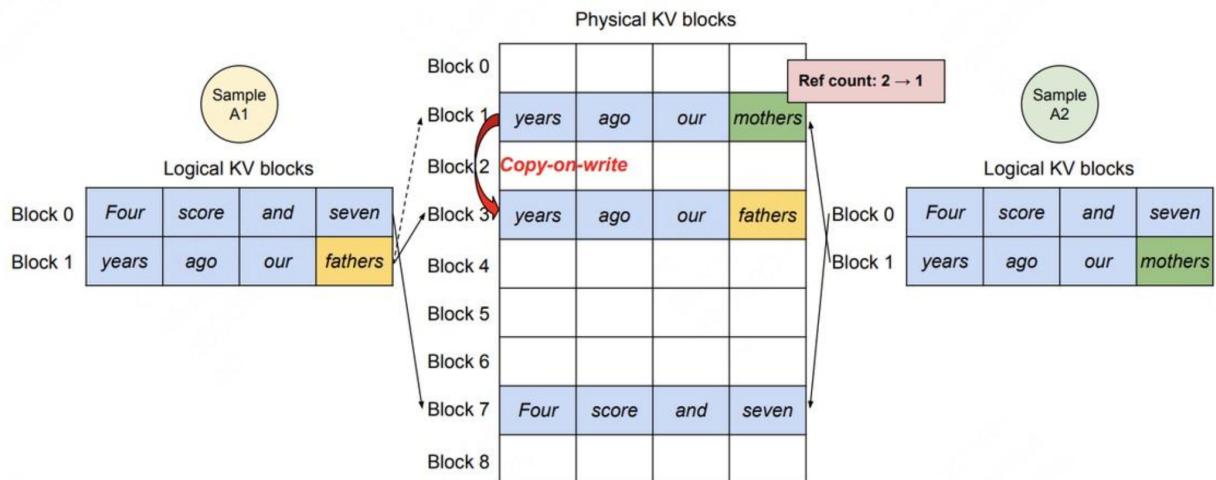 Physical KV blocks
Block 0
Ref count: 2 → 1
Sample
A1
Sample
A2
Block 1
years ago our mothers
Logical KV blocks
Block 2
Copy-on-write
Logical KV blocks
Block 0
Four score and seven
Block 3
years ago our fathers
Block 0
Four score and seven
Block 1
years ago our fathers
Block 4
Block 1
years ago our mothers
Block 5
Block 6
Block 7
Four score and seven
Block 8